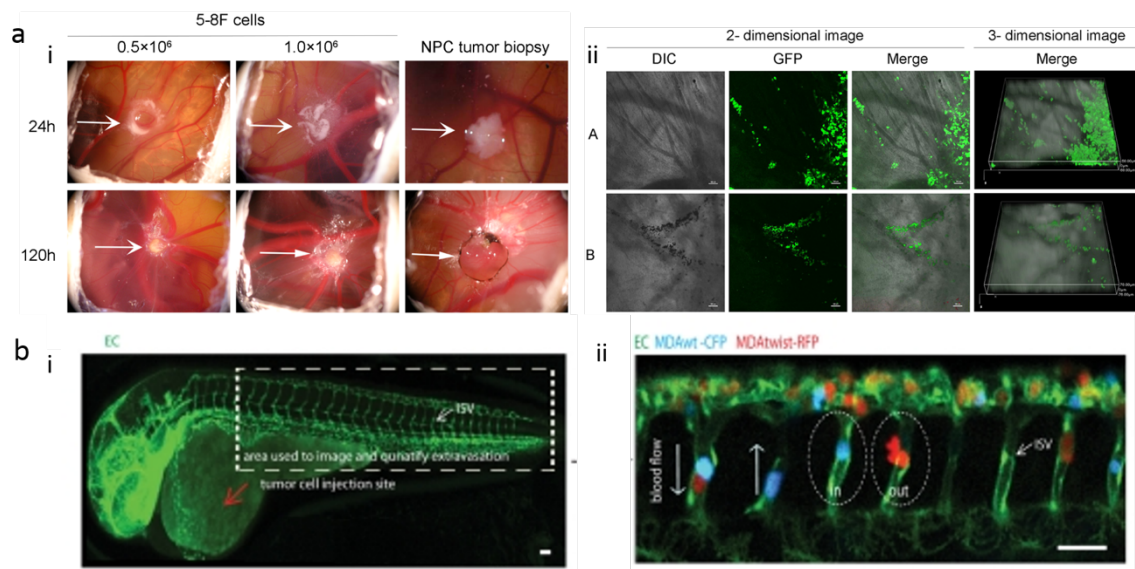 a
i
5-8F cells
0.5×10⁶
1.0×10⁶
NPC tumor biopsy
24h
120h
ii
2- dimensional image
3- dimensional image
DIC
GFP
Merge
Merge
A
B
b
i
EC
ISV
area used to image and qunatify extravasation
tumor cell injection site
ii
EC MDAwt -CFP MDAtwist-RFP
blood flow
in
out
ISV